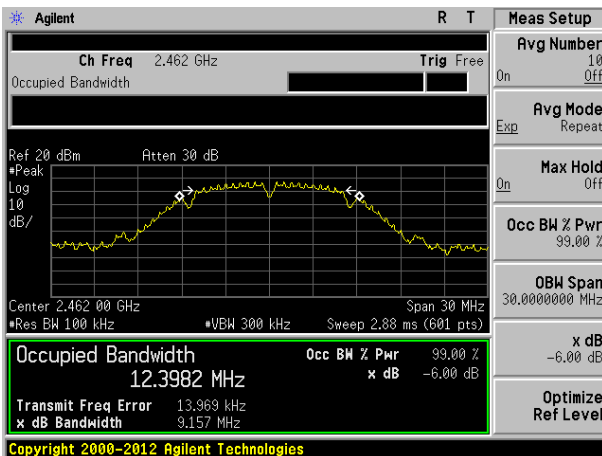 Agilent R T Meas Setup
Ch Freq 2.462 GHz Trig Free
Occupied Bandwidth
Avg Number
10
On Off
Avg Mode
Exp Repeat
Max Hold
On Off
Occ BW % Pwr
99.00 %
OBW Span
30.0000000 MHz
x dB
-6.00 dB
Optimize
Ref Level
Ref 20 dBm Atten 30 dB
#Peak
Log
10
dB/
Center 2.462 00 GHz Span 30 MHz
#Res BW 100 kHz #VBW 300 kHz Sweep 2.88 ms (601 pts)
Occupied Bandwidth Occ BW % Pwr 99.00 %
12.3982 MHz x dB -6.00 dB
Transmit Freq Error 13.969 kHz
x dB Bandwidth 9.157 MHz
Copyright 2000-2012 Agilent Technologies